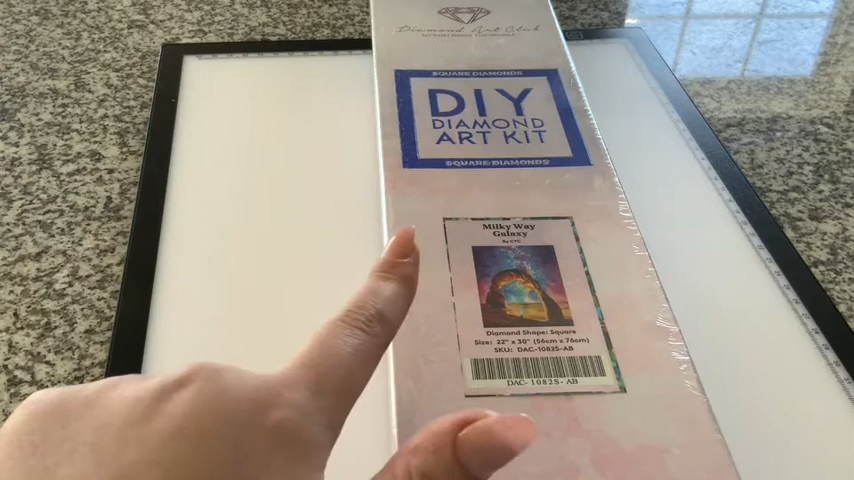 Diamond Art Club
SQUARE DIAMONDS
DIY
DIAMOND
ART KIT
SQUARE DIAMONDS
Milky Way
Galaxy
By CYC
Diamond Shape: Square
Size: 22" x 30" (56cm x 76cm)
SKU: DAC-1082S-AB
DAC-1082S-AB